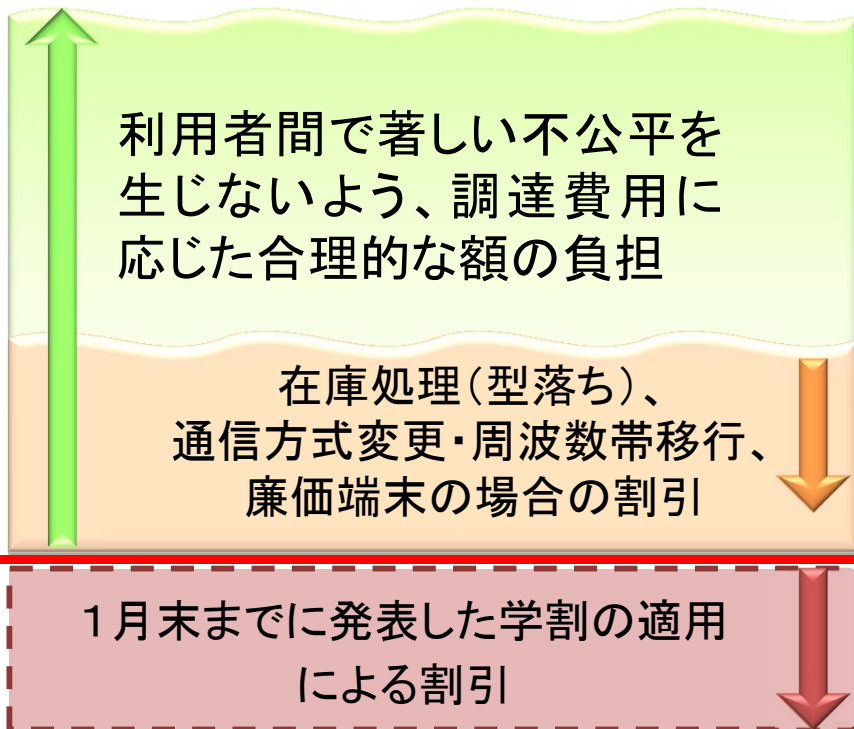 利用者間で著しい不公平を
生じないよう、調達費用に
応じた合理的な額の負担
在庫処理（型落ち）、
通信方式変更・周波数帯移行、
廉価端末の場合の割引
１月末までに発表した学割の適用
による割引